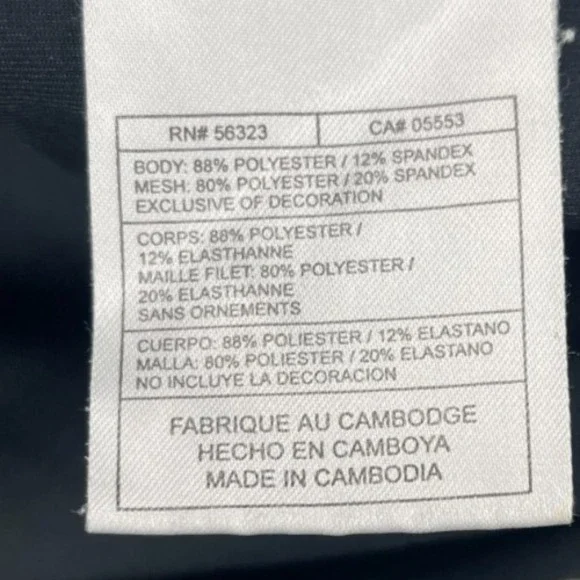 RN# 56323 CA# 05553
BODY: 88% POLYESTER / 12% SPANDEX
MESH: 80% POLYESTER / 20% SPANDEX
EXCLUSIVE OF DECORATION
CORPS: 88% POLYESTER /
12% ELASTHANNE
MAILLE FILET: 80% POLYESTER /
20% ELASTHANNE
SANS ORNEMENTS
CUERPO: 88% POLIESTER / 12% ELASTANO
MALLA: 80% POLIESTER / 20% ELASTANO
NO INCLUYE LA DECORACION
FABRIQUE AU CAMBODGE
HECHO EN CAMBOYA
MADE IN CAMBODIA